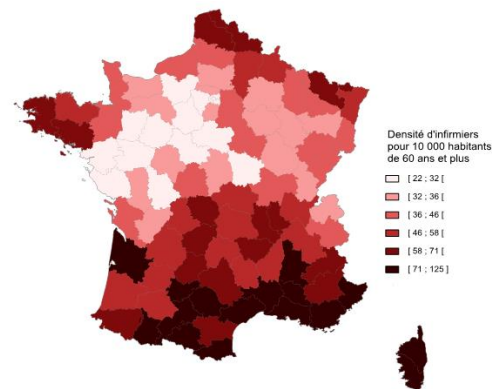 Densité d'infirmiers
pour 10 000 habitants
de 60 ans et plus
[ 22 ; 32 [
[ 32 ; 36 [
[ 36 ; 46 [
[ 46 ; 58 [
[ 58 ; 71 [
[ 71 ; 125 [